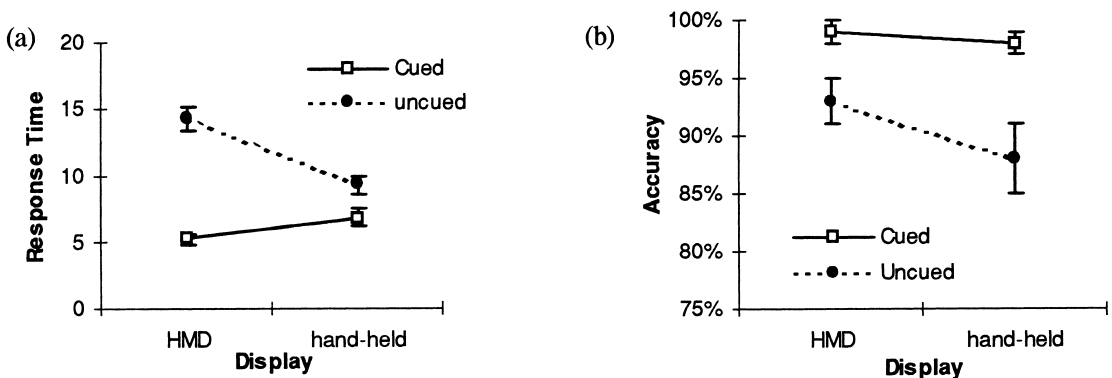 (a)
20
15
10
5
0
Response Time
Cued
uncued
HMD
hand-held
Display
(b)
100%
95%
90%
85%
80%
75%
Accuracy
Cued
Uncued
HMD
hand-held
Display